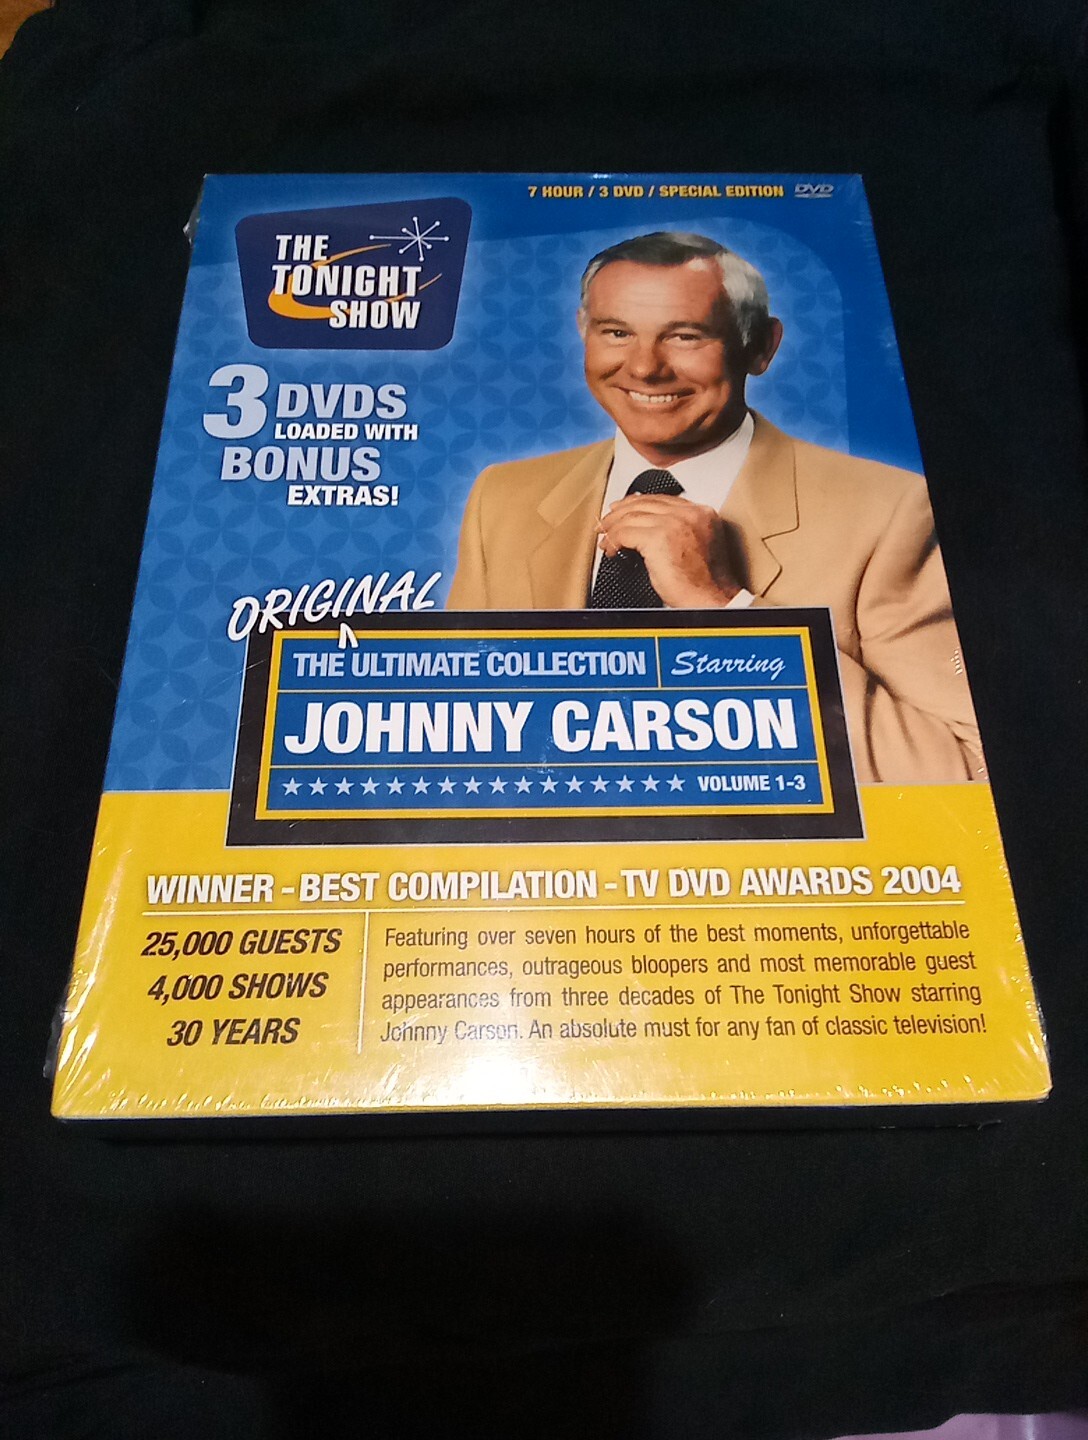 7 HOUR / 3 DVD / SPECIAL EDITION DVD
THE
TONIGHT
SHOW
3 DVDS
LOADED WITH
BONUS
EXTRAS!
ORIGINAL
THE ULTIMATE COLLECTION Starring
JOHNNY CARSON
VOLUME 1-3
WINNER - BEST COMPILATION - TV DVD AWARDS 2004
25,000 GUESTS
4,000 SHOWS
30 YEARS
Featuring over seven hours of the best moments, unforgettable
performances, outrageous bloopers and most memorable guest
appearances from three decades of The Tonight Show starring
Johnny Carson. An absolute must for any fan of classic television!